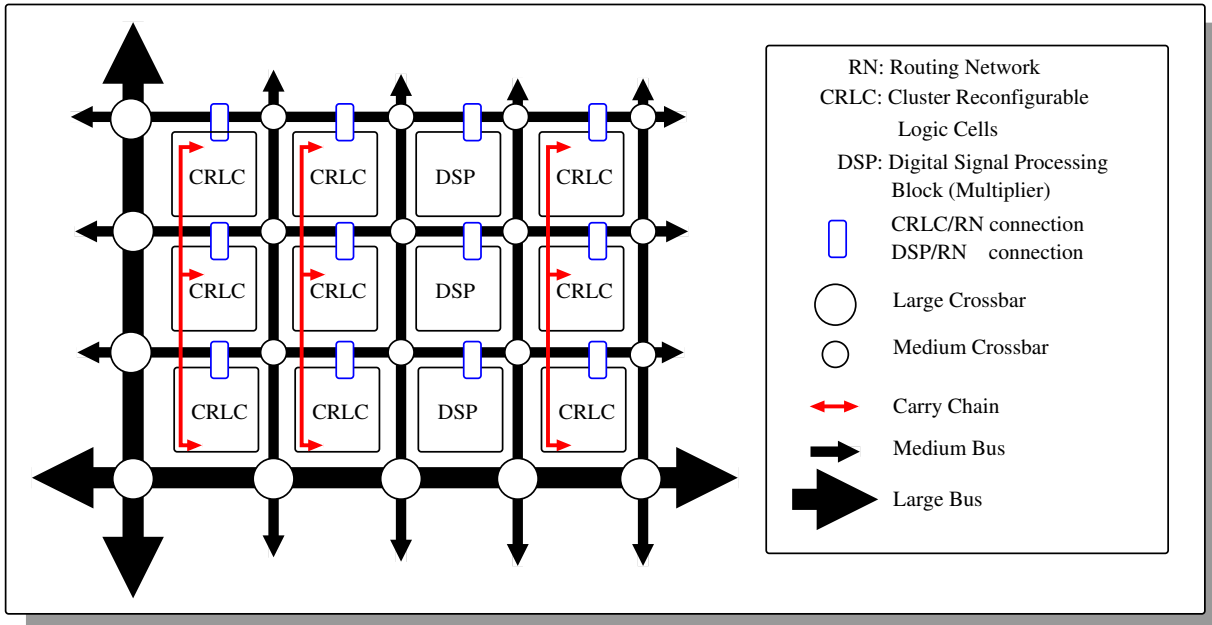 CRLC CRLC DSP CRLC
CRLC CRLC DSP CRLC
CRLC CRLC DSP CRLC
RN: Routing Network
CRLC: Cluster Reconfigurable
Logic Cells
DSP: Digital Signal Processing
Block (Multiplier)
CRLC/RN connection
DSP/RN connection
Large Crossbar
Medium Crossbar
Carry Chain
Medium Bus
Large Bus